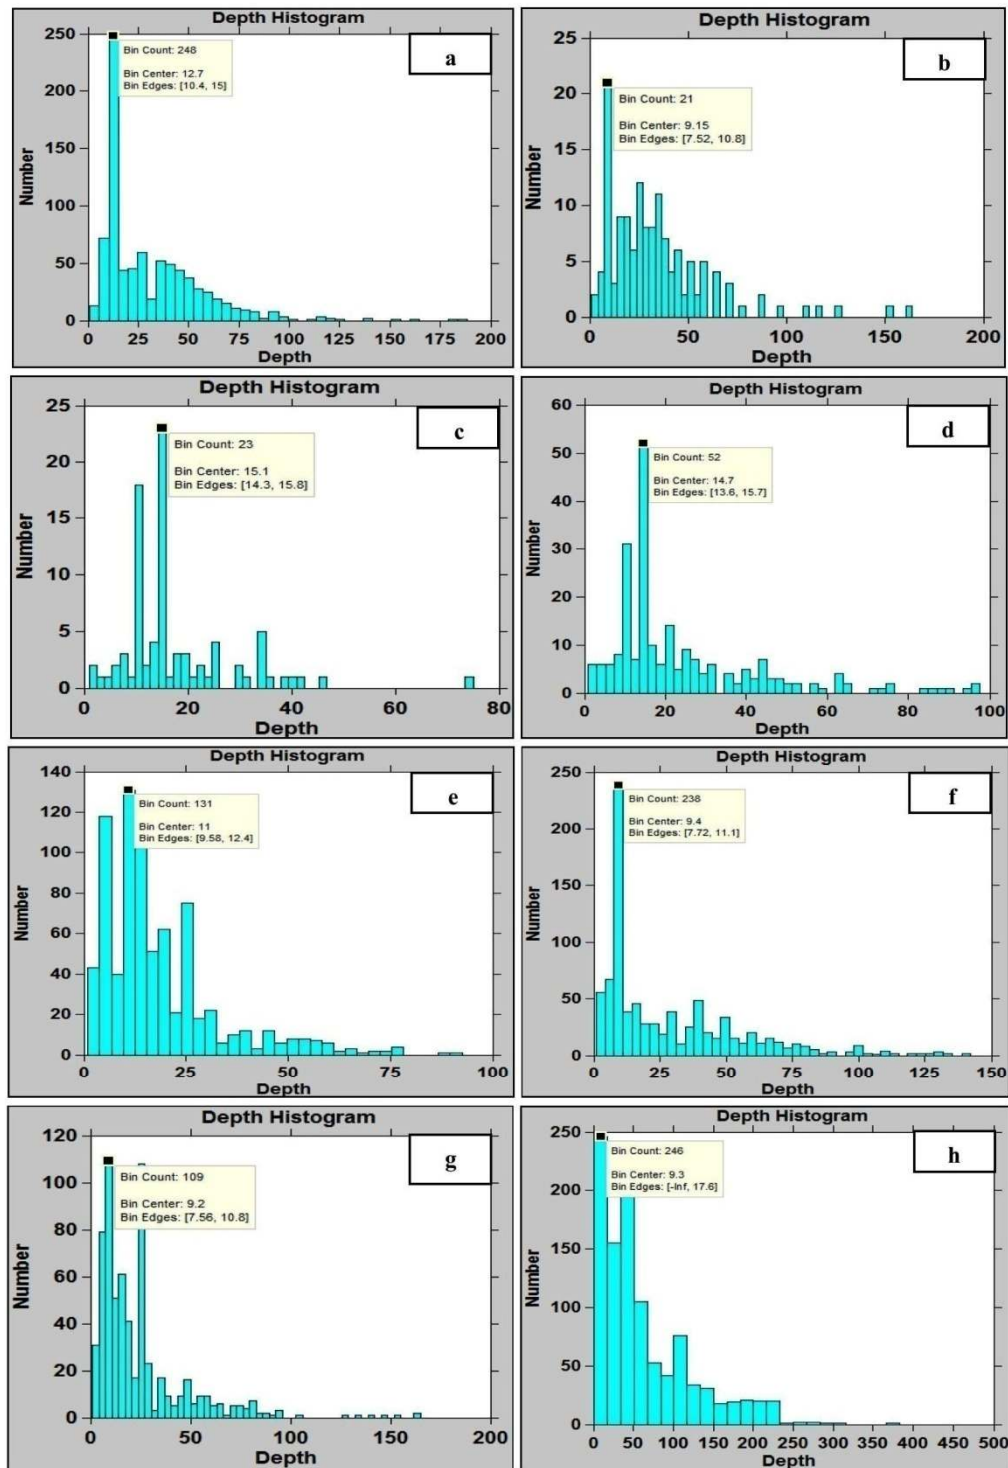 Depth Histogram
a
Bin Count: 248
Bin Center: 12.7
Bin Edges: [10.4, 15]
250
200
150
100
50
0
Number
0 25 50 75 100 125 150 175 200
Depth
Depth Histogram
b
Bin Count: 21
Bin Center: 9.15
Bin Edges: [7.52, 10.8]
25
20
15
10
5
0
Number
0 50 100 150 200
Depth
Depth Histogram
c
Bin Count: 23
Bin Center: 15.1
Bin Edges: [14.3, 15.8]
25
20
15
10
5
0
Number
0 20 40 60 80
Depth
Depth Histogram
d
Bin Count: 52
Bin Center: 14.7
Bin Edges: [13.6, 15.7]
60
50
40
30
20
10
0
Number
0 20 40 60 80 100
Depth
Depth Histogram
e
Bin Count: 131
Bin Center: 11
Bin Edges: [9.58, 12.4]
140
120
100
80
60
40
20
0
Number
0 25 50 75 100
Depth
Depth Histogram
f
Bin Count: 238
Bin Center: 9.4
Bin Edges: [7.72, 11.1]
250
200
150
100
50
0
Number
0 25 50 75 100 125 150
Depth
Depth Histogram
g
Bin Count: 109
Bin Center: 9.2
Bin Edges: [7.56, 10.8]
120
100
80
60
40
20
0
Number
0 50 100 150 200
Depth
Depth Histogram
h
Bin Count: 246
Bin Center: 9.3
Bin Edges: [-Inf, 17.6]
250
200
150
100
50
0
Number
0 50 100 150 200 250 300 350 400 450 500
Depth